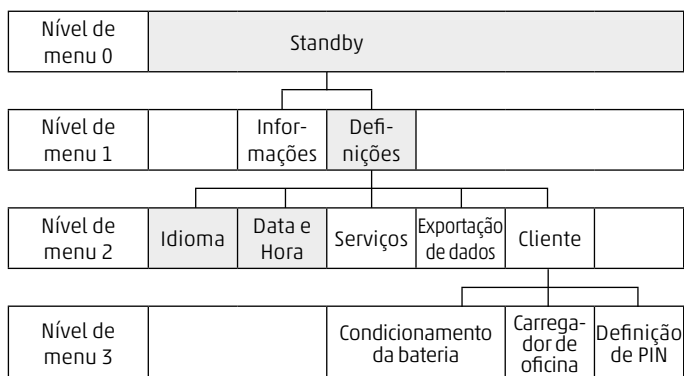 Nível de
menu 0
Standby
Nível de
menu 1
Infor-
mações
Defi-
nições
Nível de
menu 2
Idioma
Data e
Hora
Serviços
Exportação
de dados
Cliente
Nível de
menu 3
Condicionamento
da bateria
Carrega-
dor de
oficina
Definição
de PIN